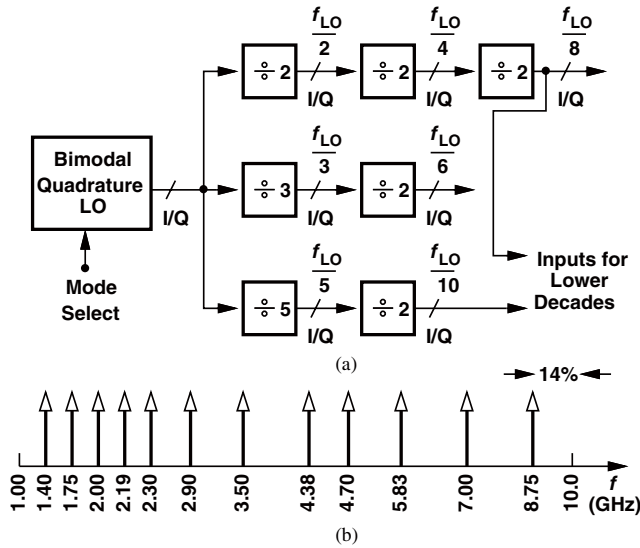 f_LO/2 f_LO/4 f_LO/8
÷ 2 ÷ 2 ÷ 2
I/Q I/Q I/Q
Bimodal
Quadrature
LO
I/Q
f_LO/3 f_LO/6
÷ 3 ÷ 2
I/Q I/Q
Mode
Select
f_LO/5 f_LO/10
÷ 5 ÷ 2
I/Q I/Q
Inputs for
Lower
Decades
(a)
14%
1.00 1.40 1.75 2.00 2.19 2.30 2.90 3.50 4.38 4.70 5.83 7.00 8.75 10.0
f
(GHz)
(b)